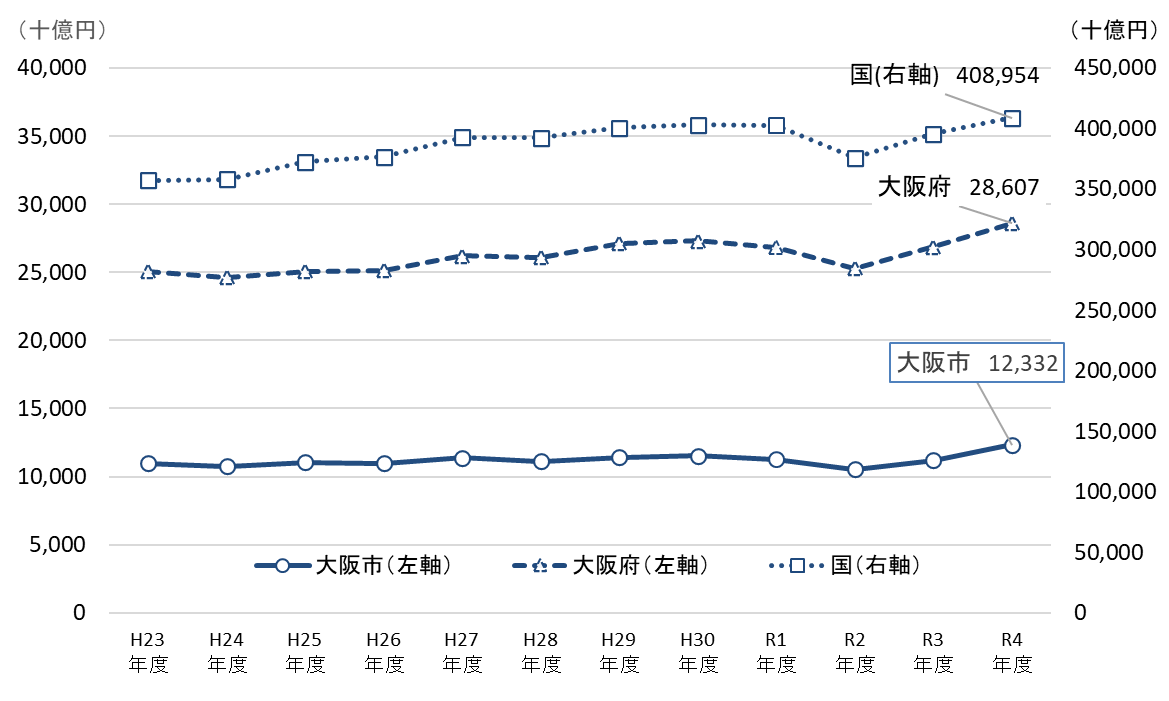 （十億円）
（十億円）
40,000
450,000
国(右軸) 408,954
35,000
400,000
大阪府 28,607
350,000
30,000
300,000
25,000
250,000
20,000
大阪市 12,332
200,000
15,000
150,000
10,000
100,000
5,000
大阪市（左軸）
大阪府（左軸）
国（右軸）
50,000
0
0
H23
年度
H24
年度
H25
年度
H26
年度
H27
年度
H28
年度
H29
年度
H30
年度
R1
年度
R2
年度
R3
年度
R4
年度